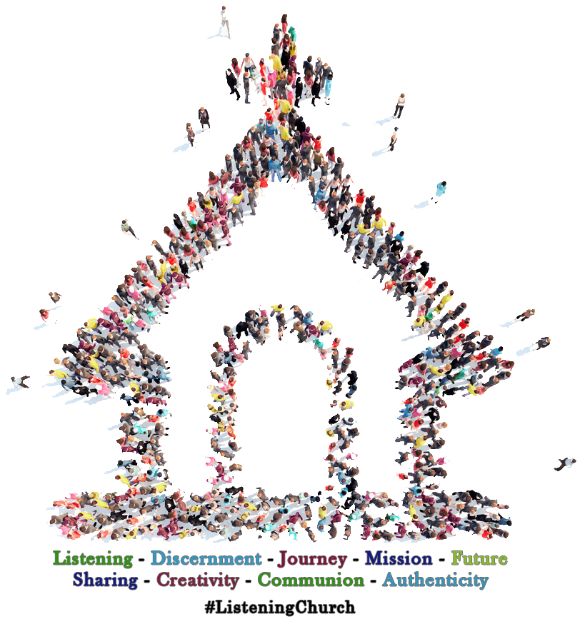 Listening - Discernment - Journey - Mission - Future
Sharing - Creativity - Communion - Authenticity
#ListeningChurch